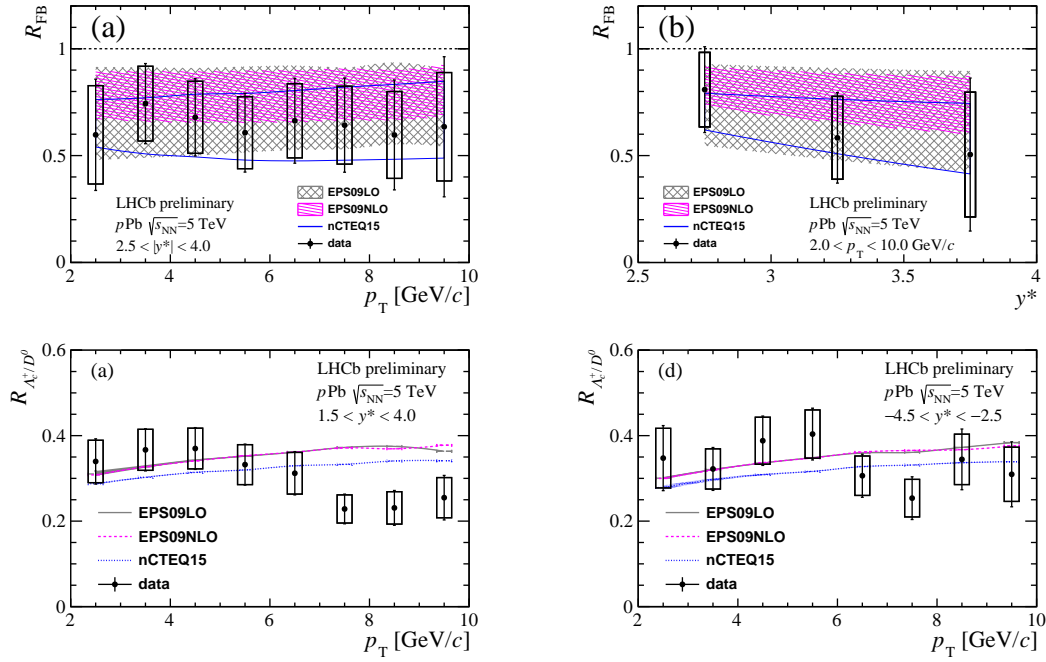 R_FB
(a)
1
0.5
0
LHCb preliminary
pPb √s_NN=5 TeV
2.5 < |y*| < 4.0
EPS09LO
EPS09NLO
nCTEQ15
data
2 4 6 8 10
p_T [GeV/c]
R_FB
(b)
1
0.5
0
EPS09LO
EPS09NLO
nCTEQ15
data
LHCb preliminary
pPb √s_NN=5 TeV
2.0 < p_T < 10.0 GeV/c
2.5 3 3.5 4
y*
R_Λc+/D0
(a)
0.6
0.4
0.2
0
LHCb preliminary
pPb √s_NN=5 TeV
1.5 < y* < 4.0
EPS09LO
EPS09NLO
nCTEQ15
data
2 4 6 8 10
p_T [GeV/c]
R_Λc+/D0
(d)
0.6
0.4
0.2
0
LHCb preliminary
pPb √s_NN=5 TeV
−4.5 < y* < −2.5
EPS09LO
EPS09NLO
nCTEQ15
data
2 4 6 8 10
p_T [GeV/c]